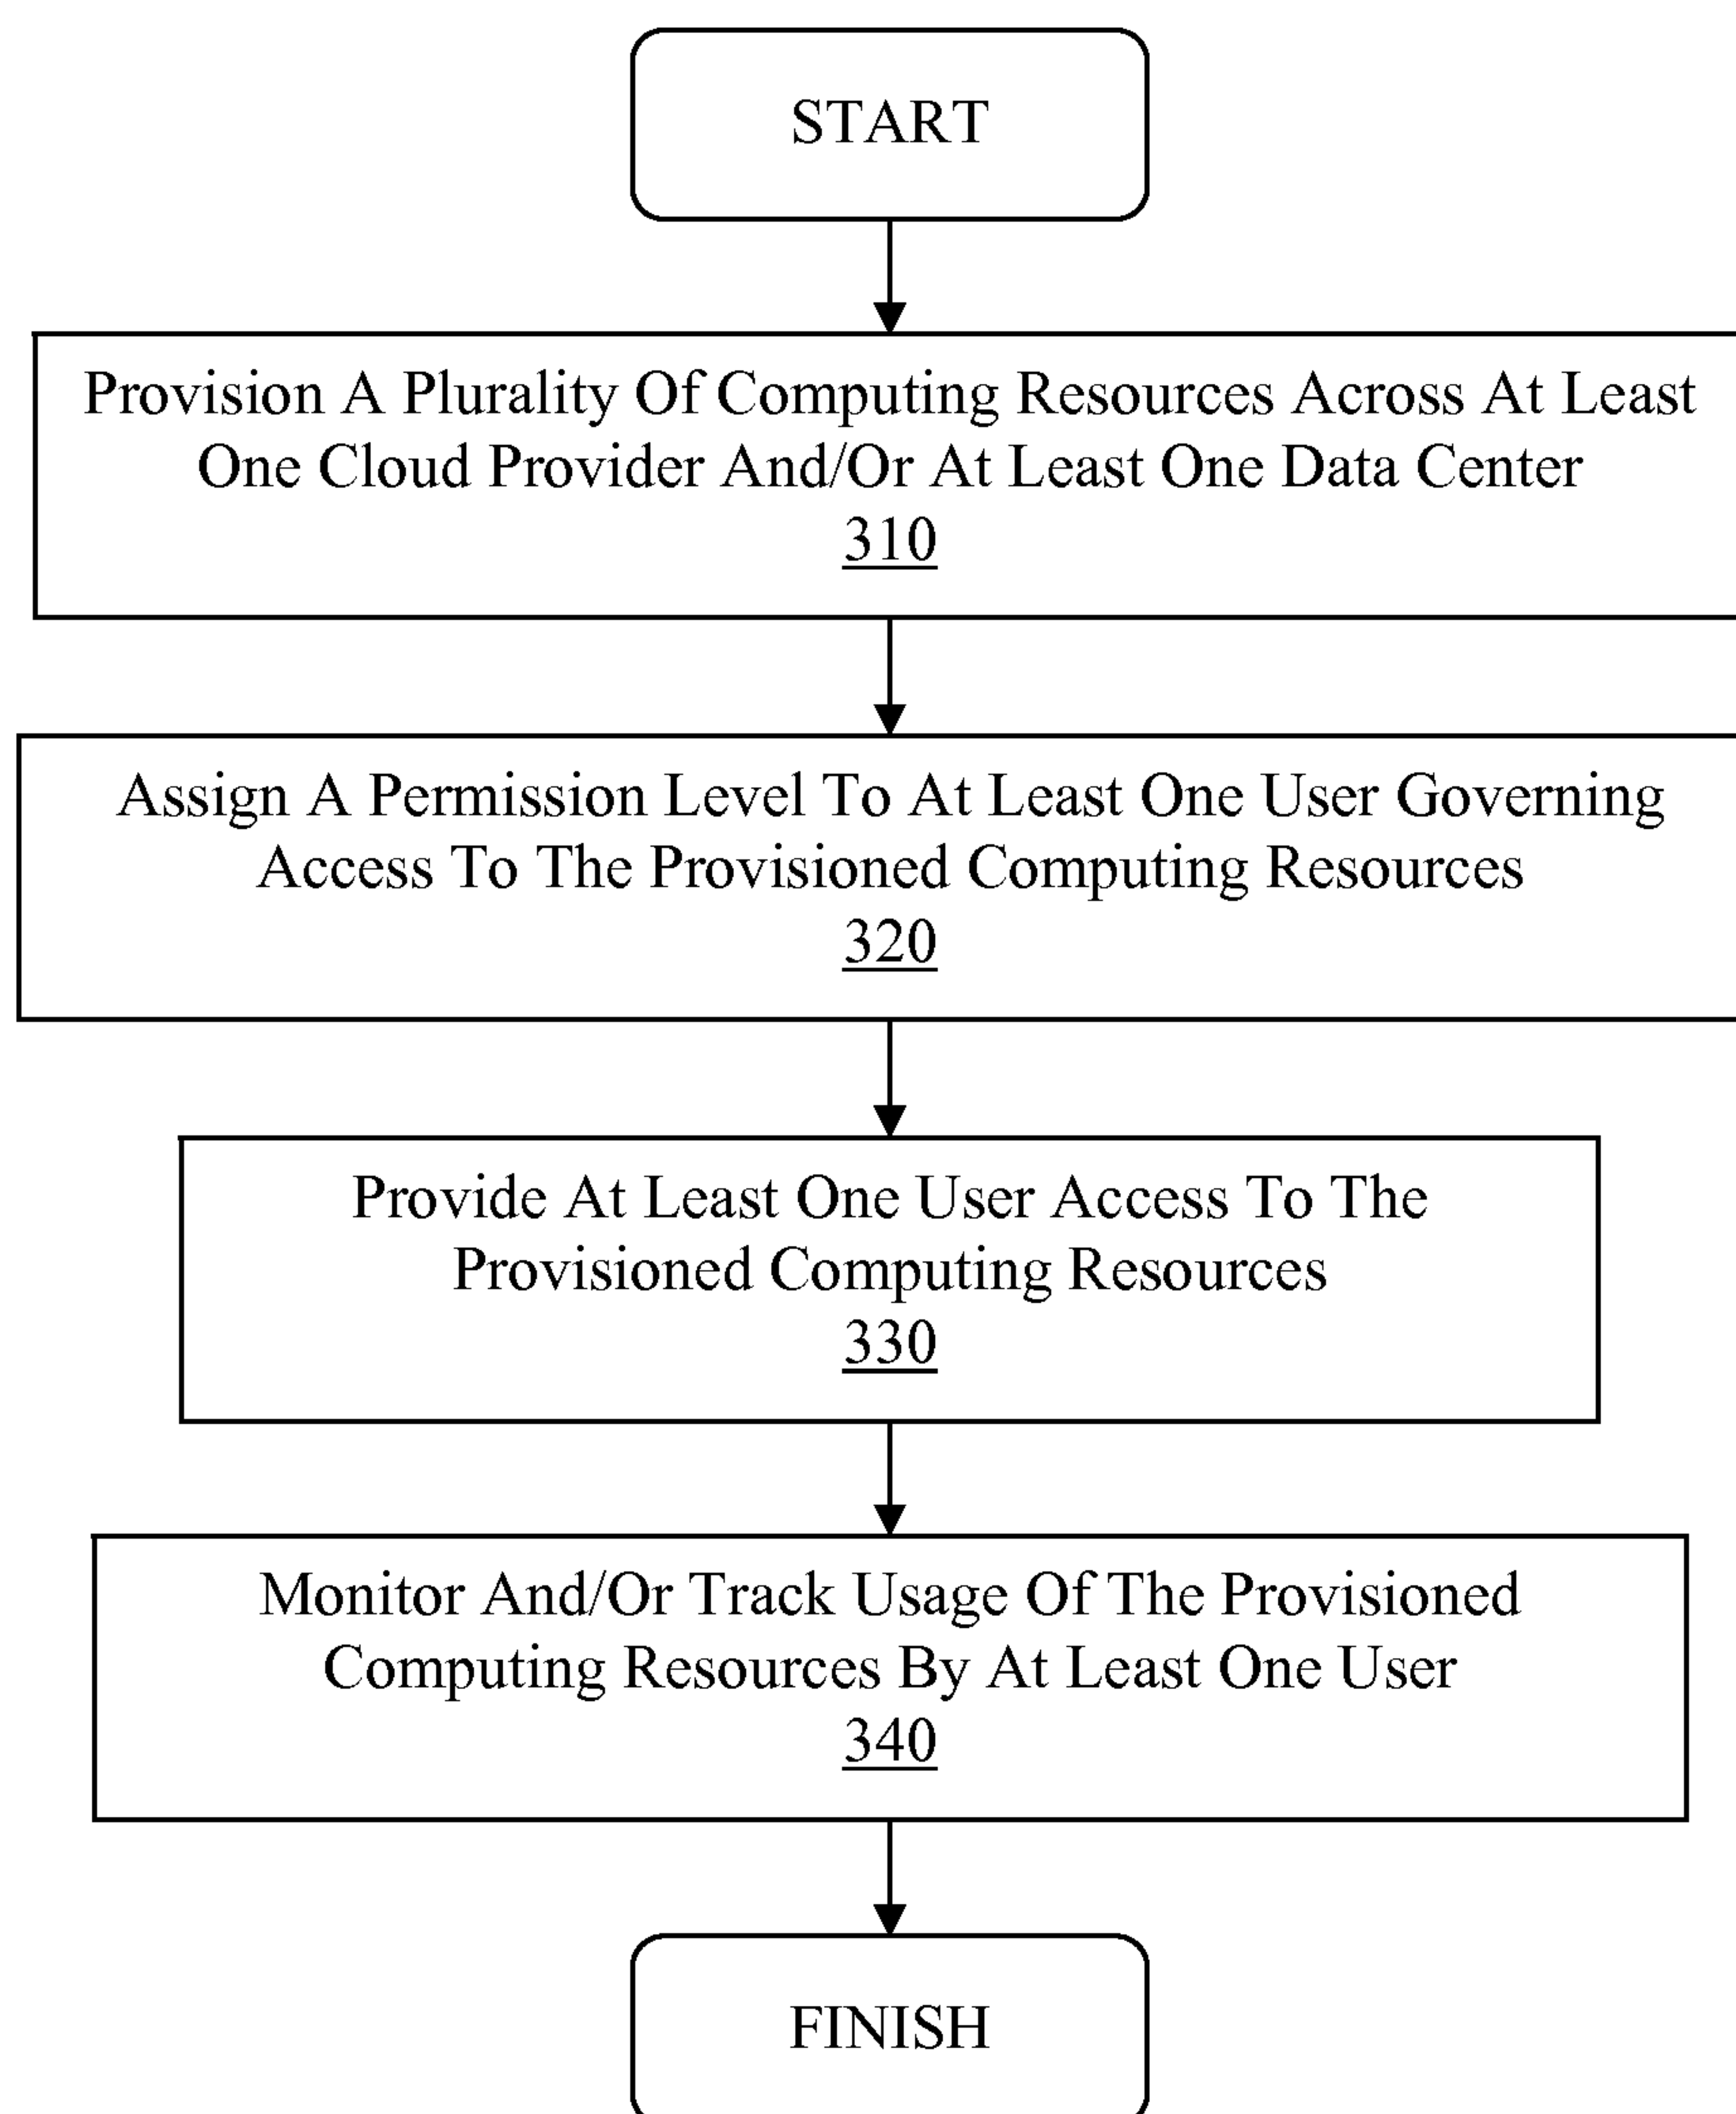 START
Provision A Plurality Of Computing Resources Across At Least
One Cloud Provider And/Or At Least One Data Center
310
Assign A Permission Level To At Least One User Governing
Access To The Provisioned Computing Resources
320
Provide At Least One User Access To The
Provisioned Computing Resources
330
Monitor And/Or Track Usage Of The Provisioned
Computing Resources By At Least One User
340
FINISH